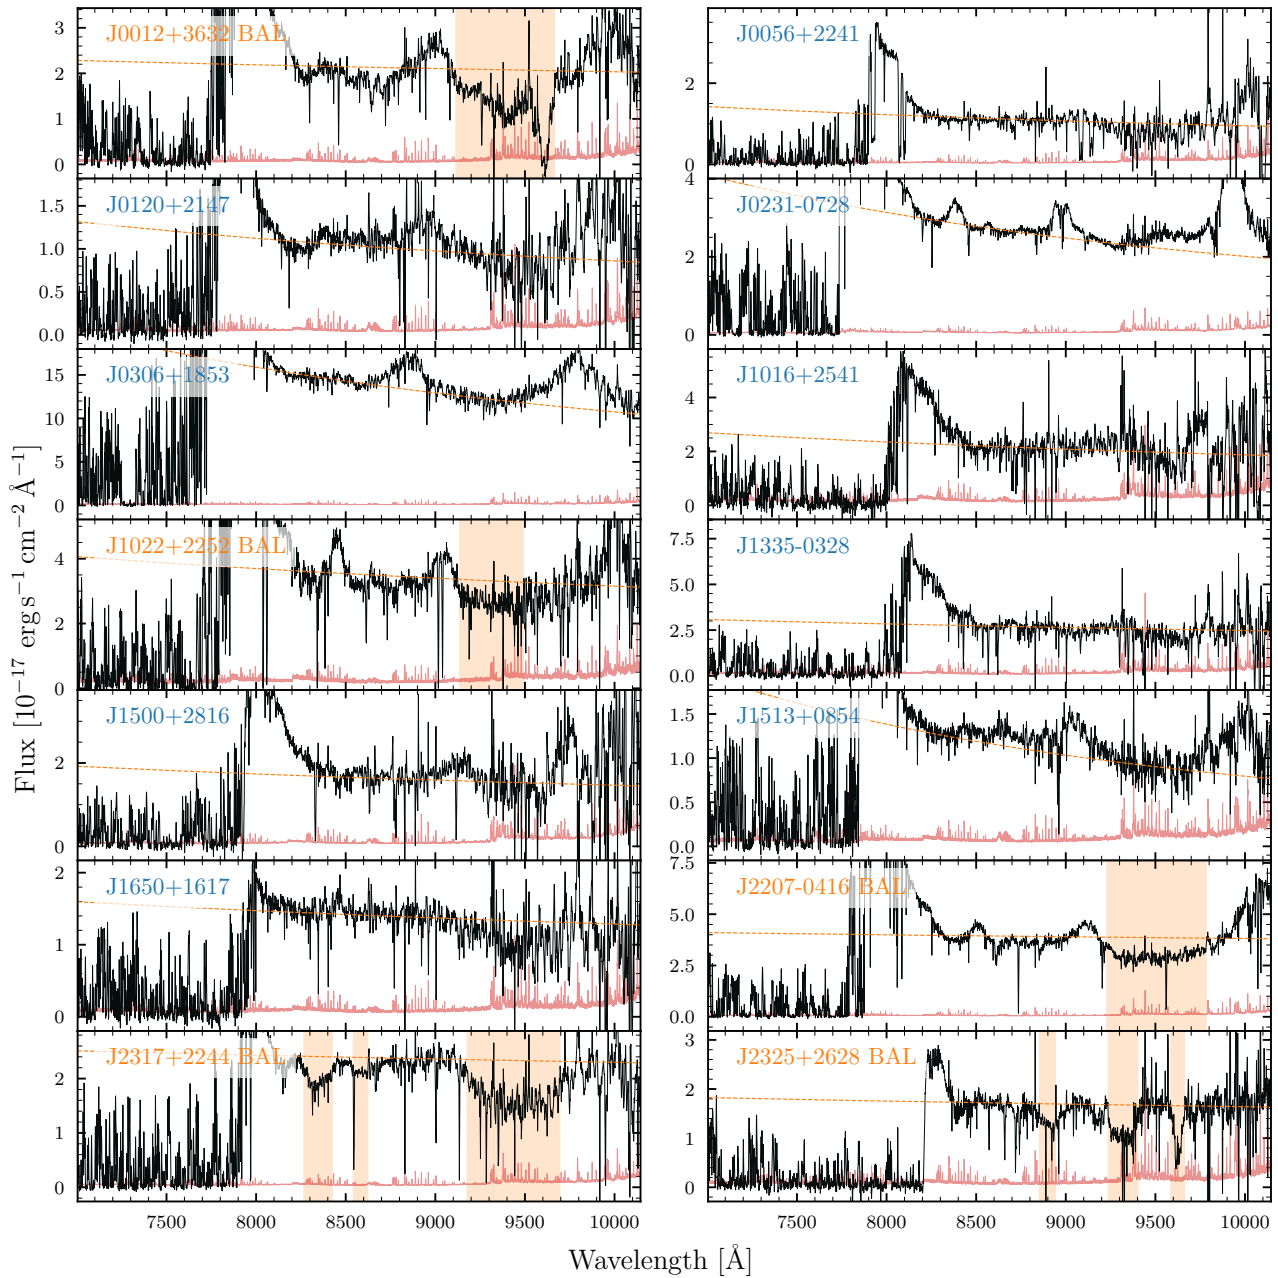 J0012+3632 BAL
3
2
1
0
J0056+2241
2
0
J0120+2147
1.5
1.0
0.5
0.0
J0231-0728
4
2
0
J0306+1853
15
10
5
0
J1016+2541
4
2
0
J1022+2252 BAL
4
2
0
J1335-0328
7.5
5.0
2.5
0.0
J1500+2816
2
0
J1513+0854
1.5
1.0
0.5
0.0
J1650+1617
2
1
0
J2207-0416 BAL
7.5
5.0
2.5
0.0
J2317+2244 BAL
2
1
0
J2325+2628 BAL
3
2
1
0
7500 8000 8500 9000 9500 10000
7500 8000 8500 9000 9500 10000
Flux [10⁻¹⁷ erg s⁻¹ cm⁻² Å⁻¹]
Wavelength [Å]